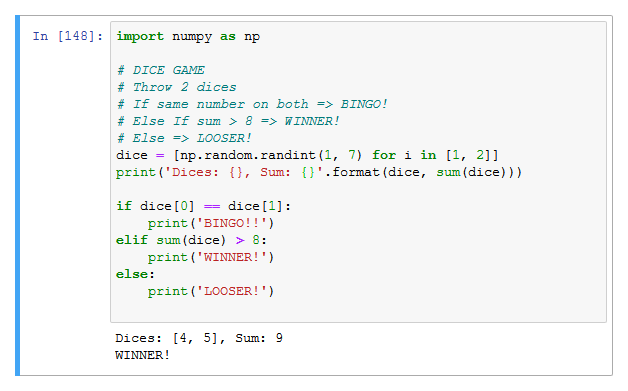 In [148]: import numpy as np
# DICE GAME
# Throw 2 dices
# If same number on both => BINGO!
# Else If sum > 8 => WINNER!
# Else => LOOSER!
dice = [np.random.randint(1, 7) for i in [1, 2]]
print('Dices: {}, Sum: {}'.format(dice, sum(dice)))
if dice[0] == dice[1]:
    print('BINGO!!')
elif sum(dice) > 8:
    print('WINNER!')
else:
    print('LOOSER!')
Dices: [4, 5], Sum: 9
WINNER!